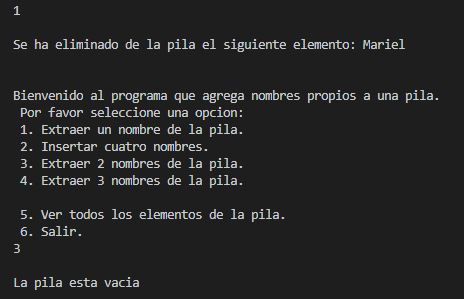 1
Se ha eliminado de la pila el siguiente elemento: Mariel
Bienvenido al programa que agrega nombres propios a una pila.
Por favor seleccione una opcion:
1. Extraer un nombre de la pila.
2. Insertar cuatro nombres.
3. Extraer 2 nombres de la pila.
4. Extraer 3 nombres de la pila.
5. Ver todos los elementos de la pila.
6. Salir.
3
La pila esta vacia